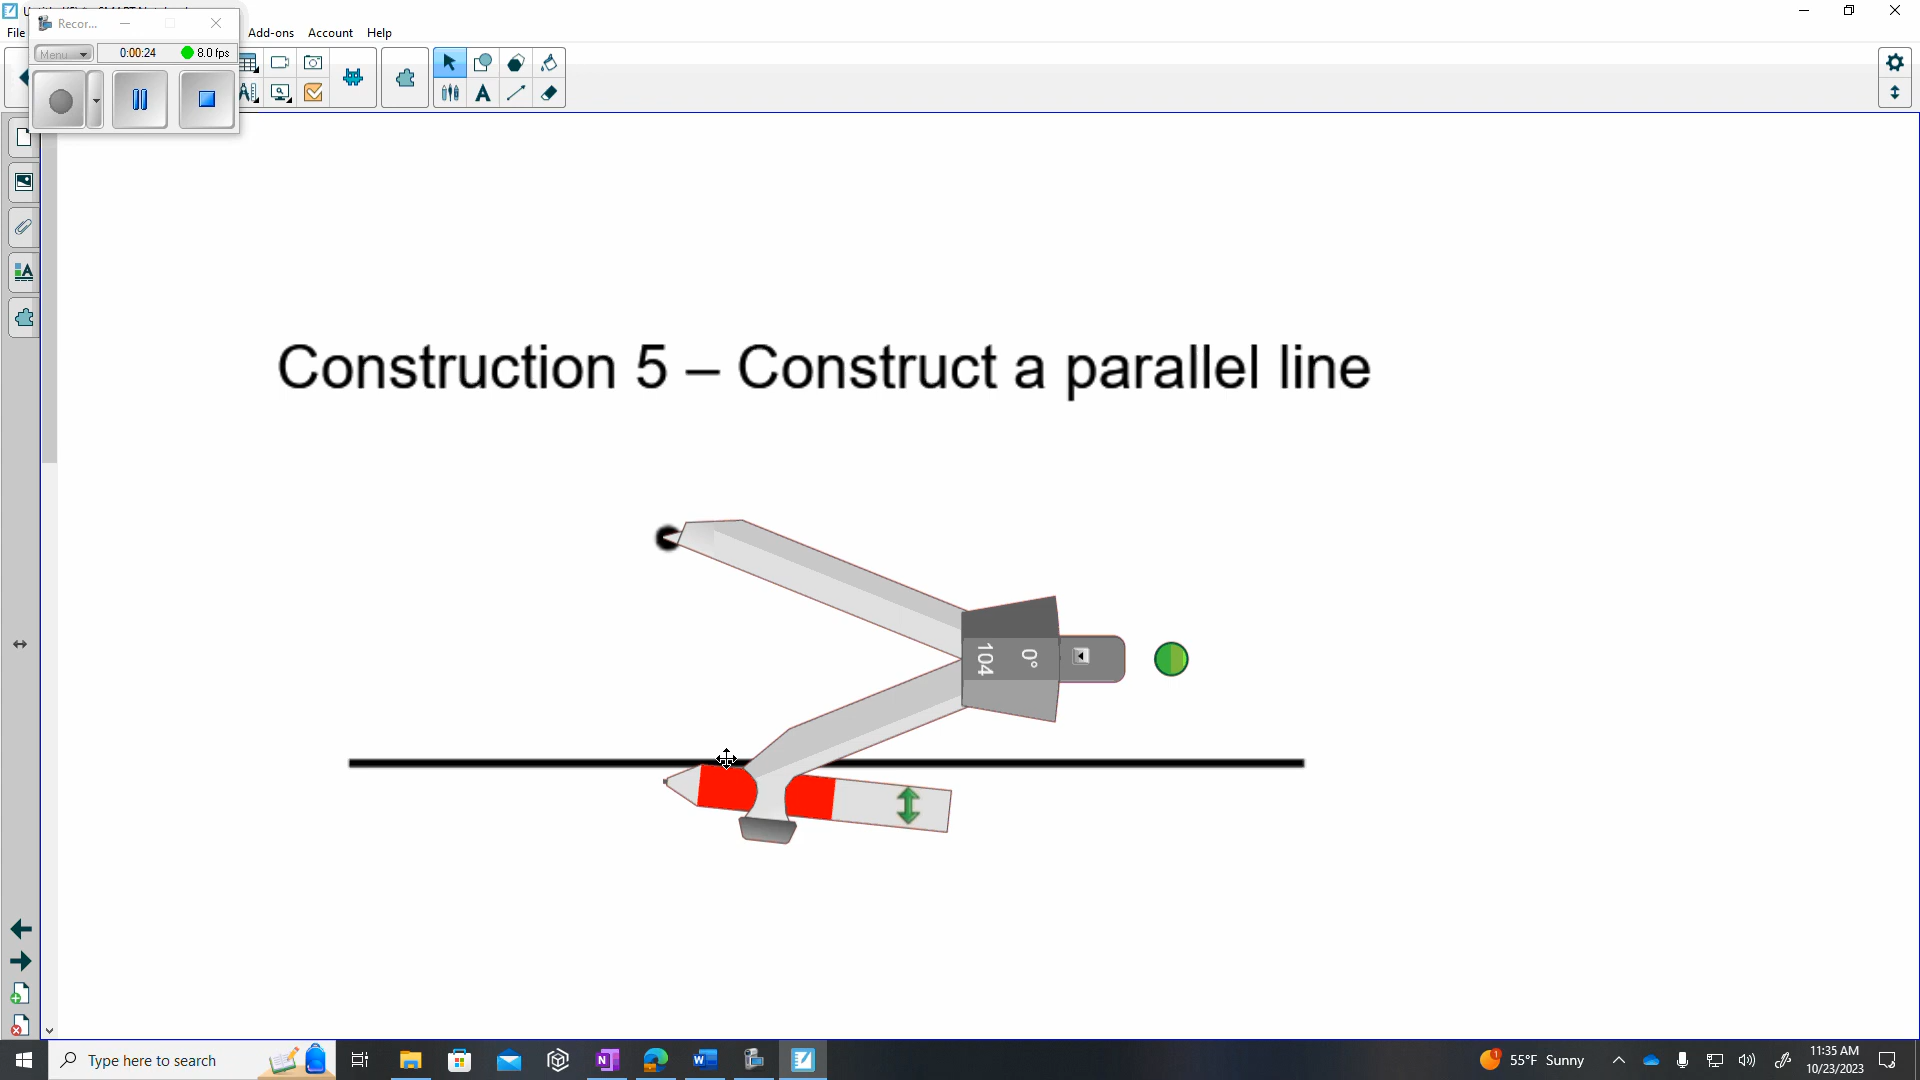 Recor...
File
Add-ons Account Help
Menu 0:00:24 8.0 fps
Construction 5 – Construct a parallel line
104 0°
Type here to search
55°F Sunny
11:35 AM
10/23/2023